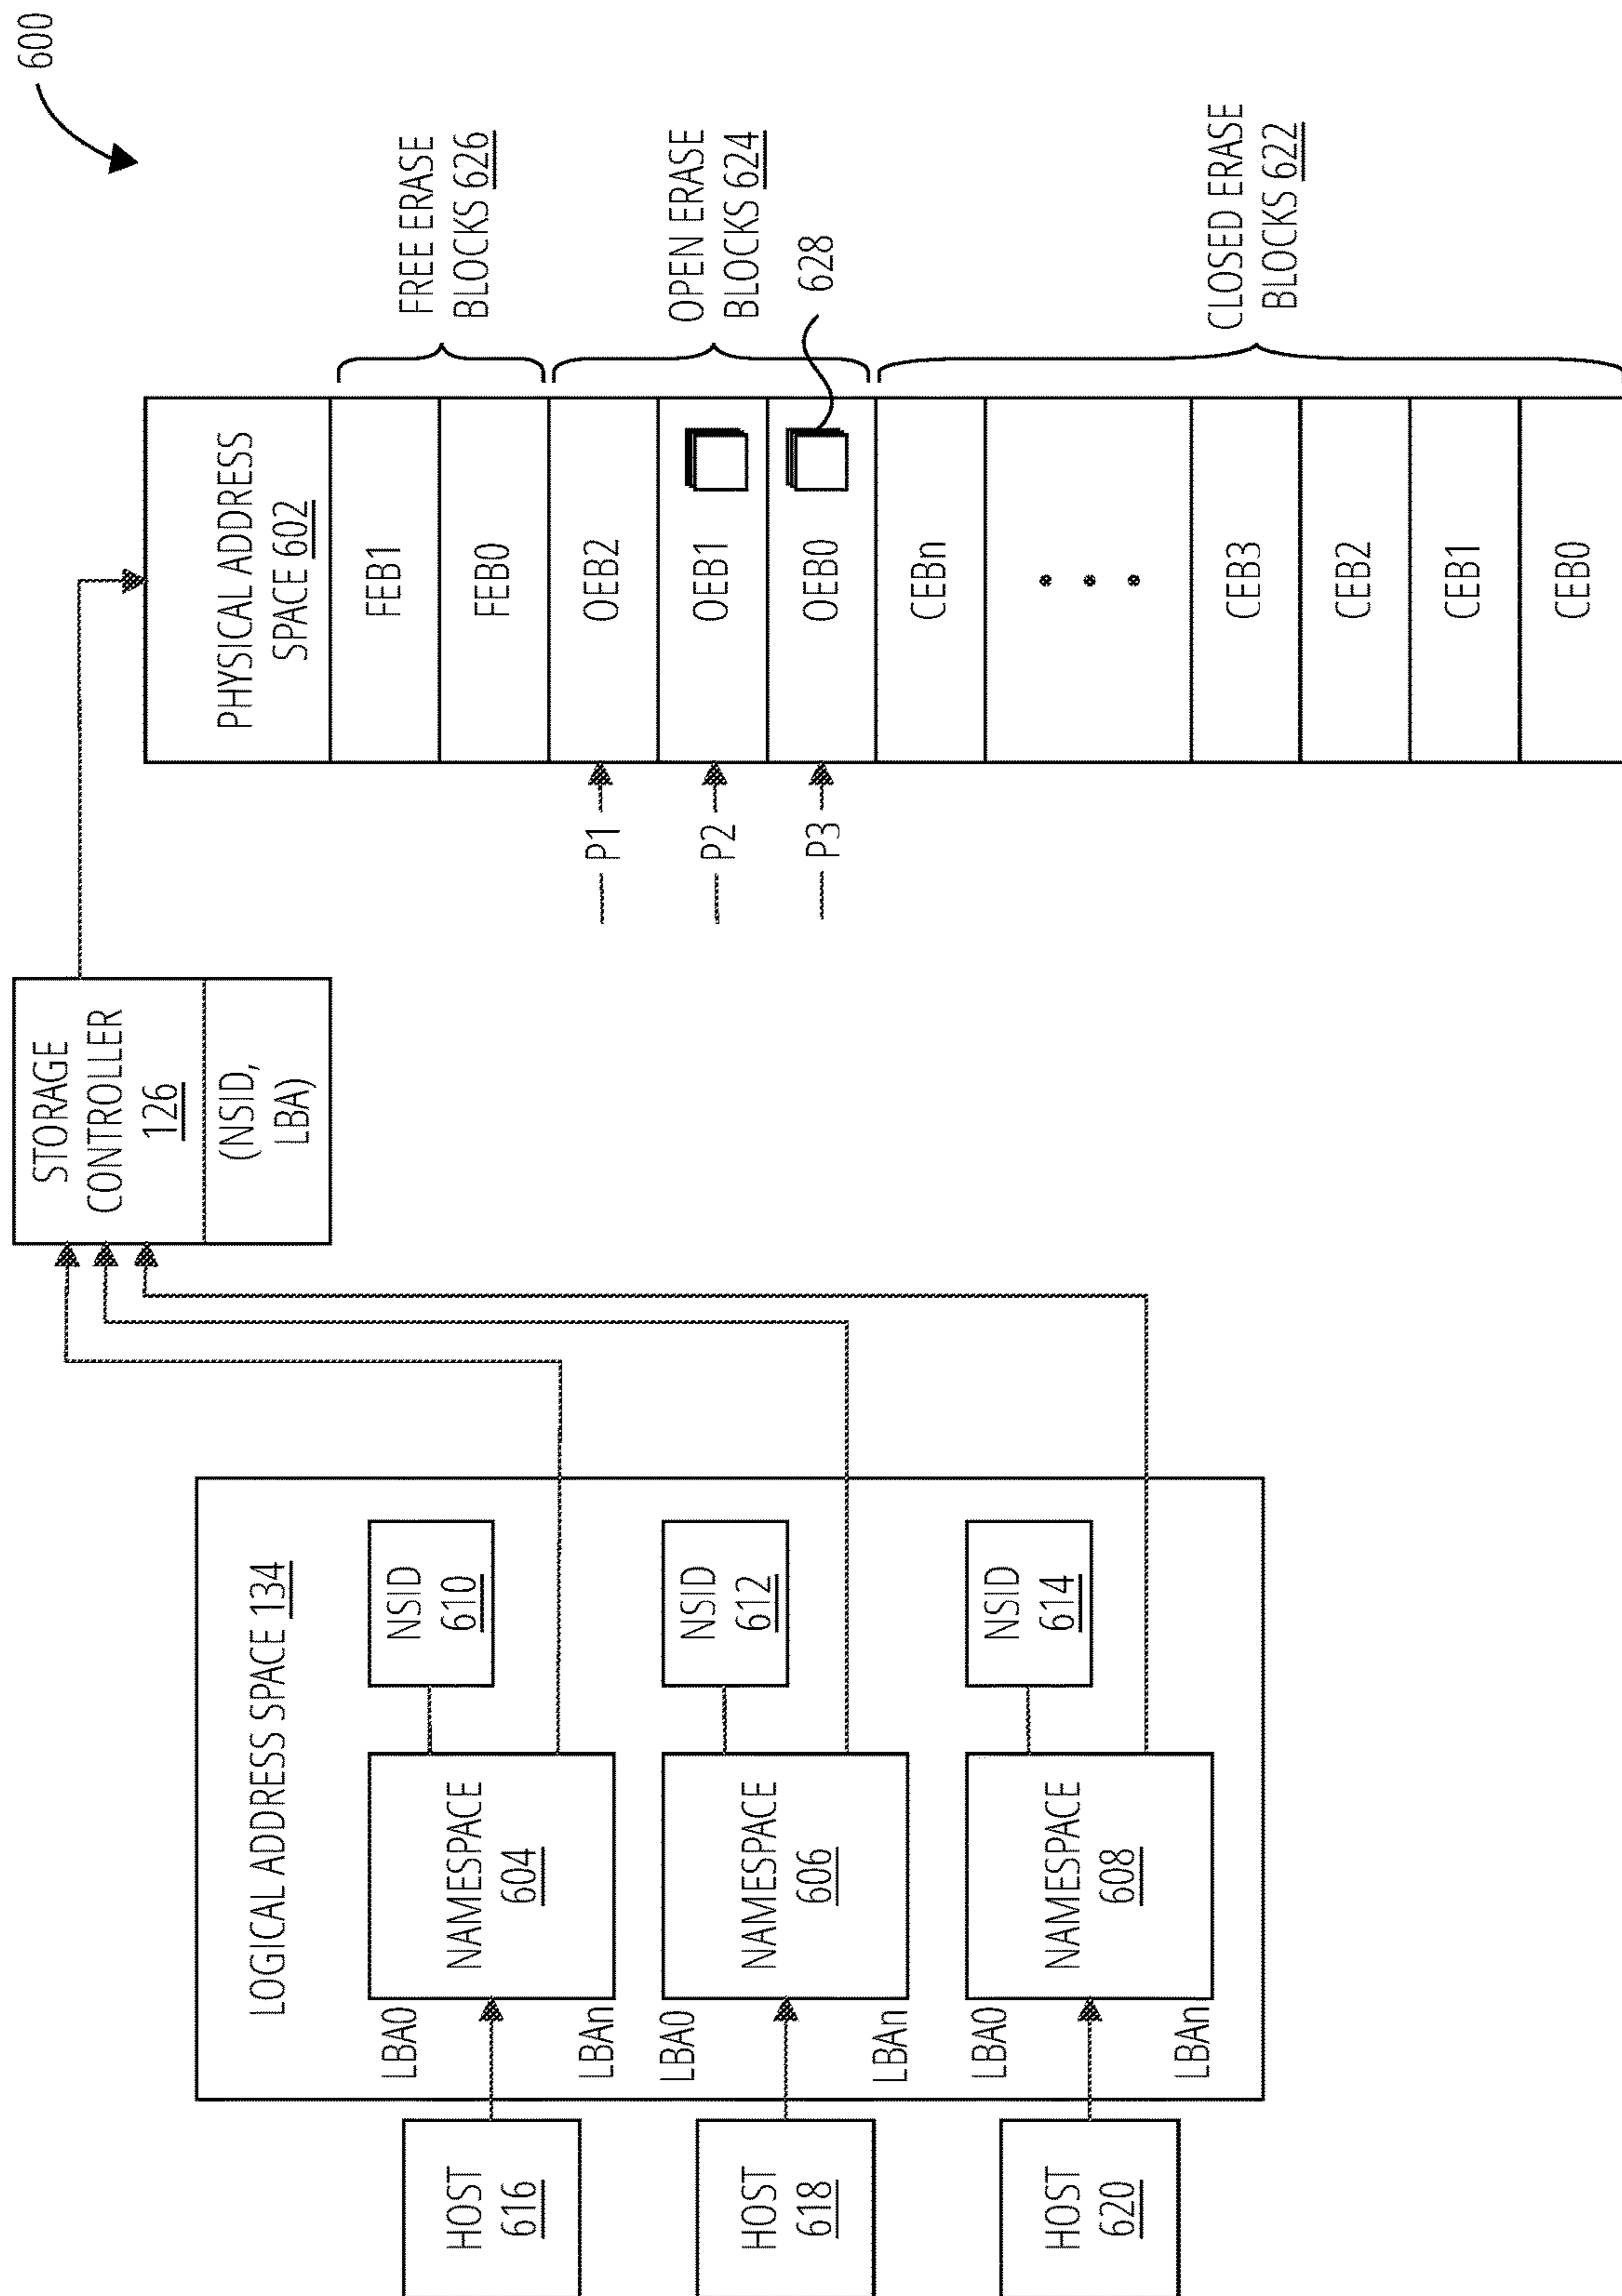 600
HOST
616
HOST
618
HOST
620
LOGICAL ADDRESS SPACE 134
LBA0
LBAn
NAMESPACE
604
NSID
610
LBA0
LBAn
NAMESPACE
606
NSID
612
LBA0
LBAn
NAMESPACE
608
NSID
614
STORAGE
CONTROLLER
126
(NSID,
LBA)
P1
P2
P3
PHYSICAL ADDRESS
SPACE 602
FEB1
FEB0
OEB2
OEB1
OEB0
CEBn
CEB3
CEB2
CEB1
CEB0
FREE ERASE
BLOCKS 626
OPEN ERASE
BLOCKS 624
628
CLOSED ERASE
BLOCKS 622